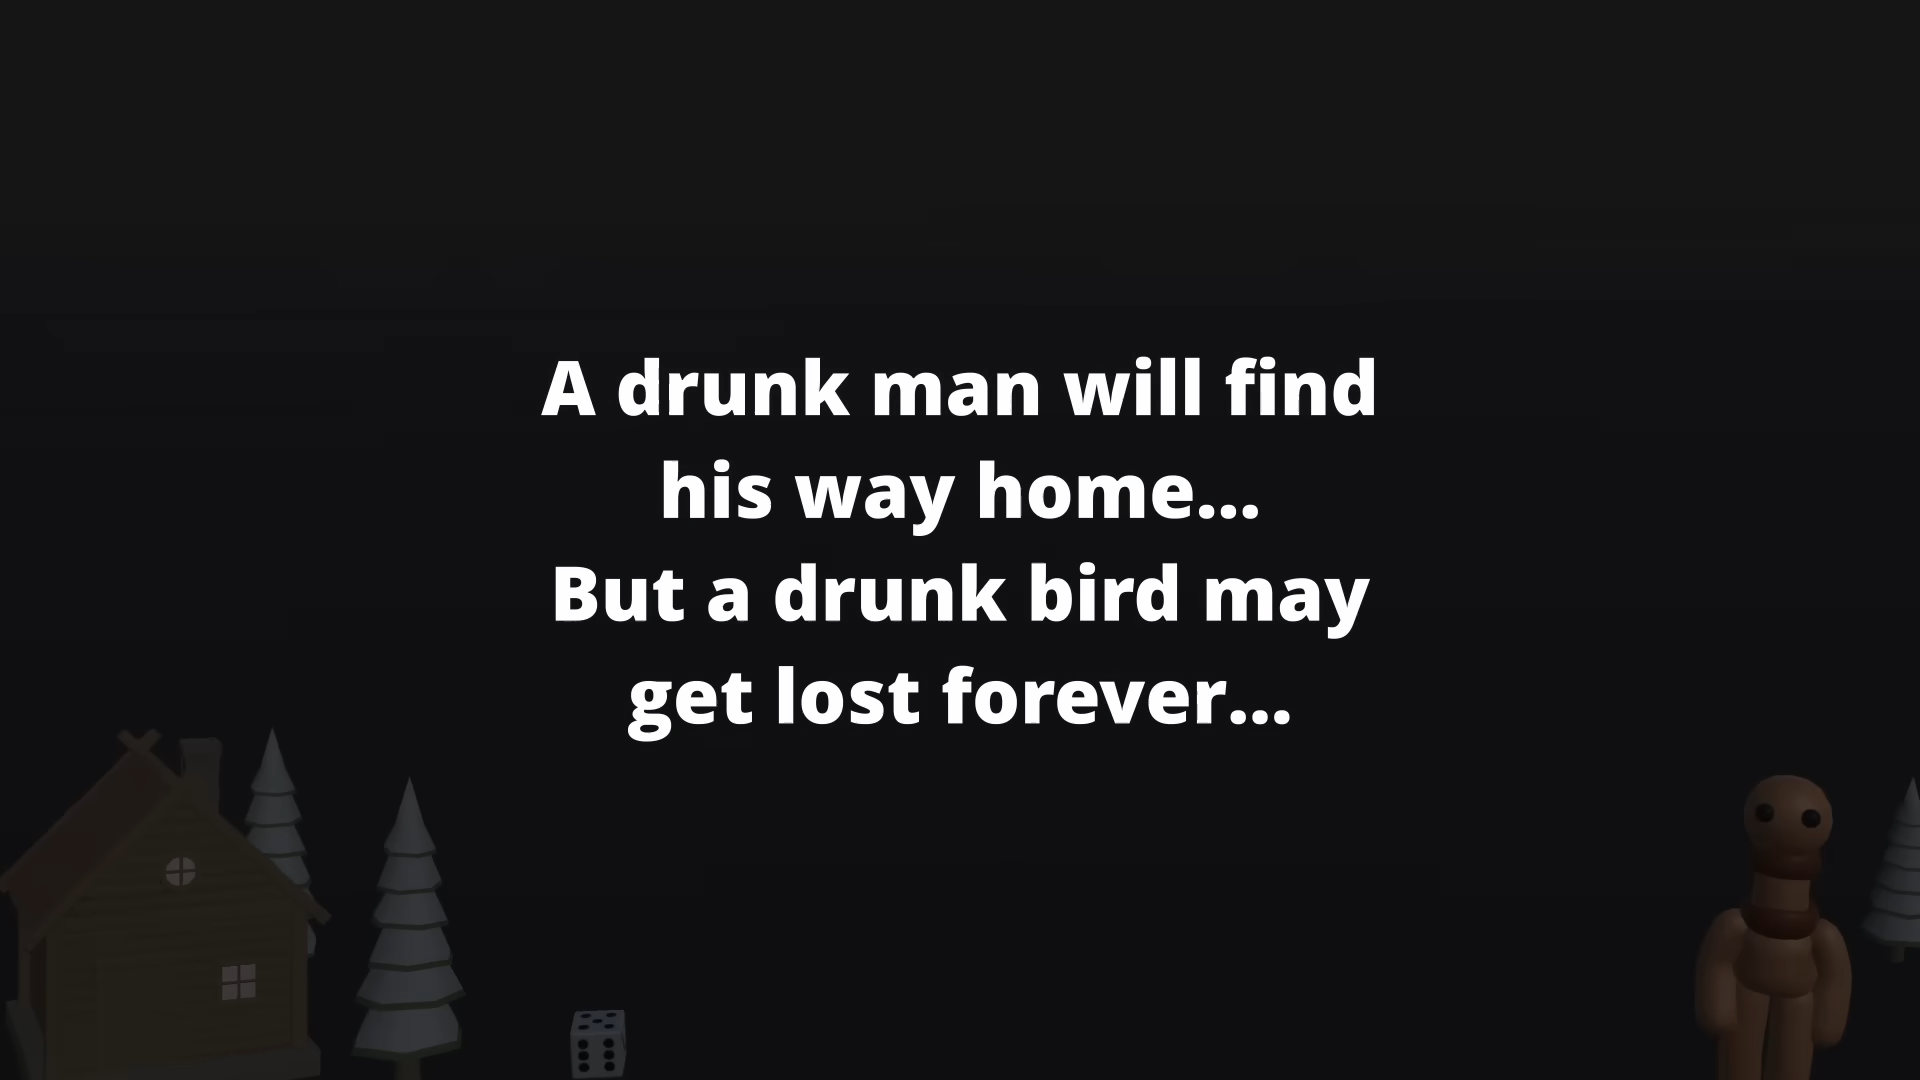 A drunk man will find
his way home...
But a drunk bird may
get lost forever...